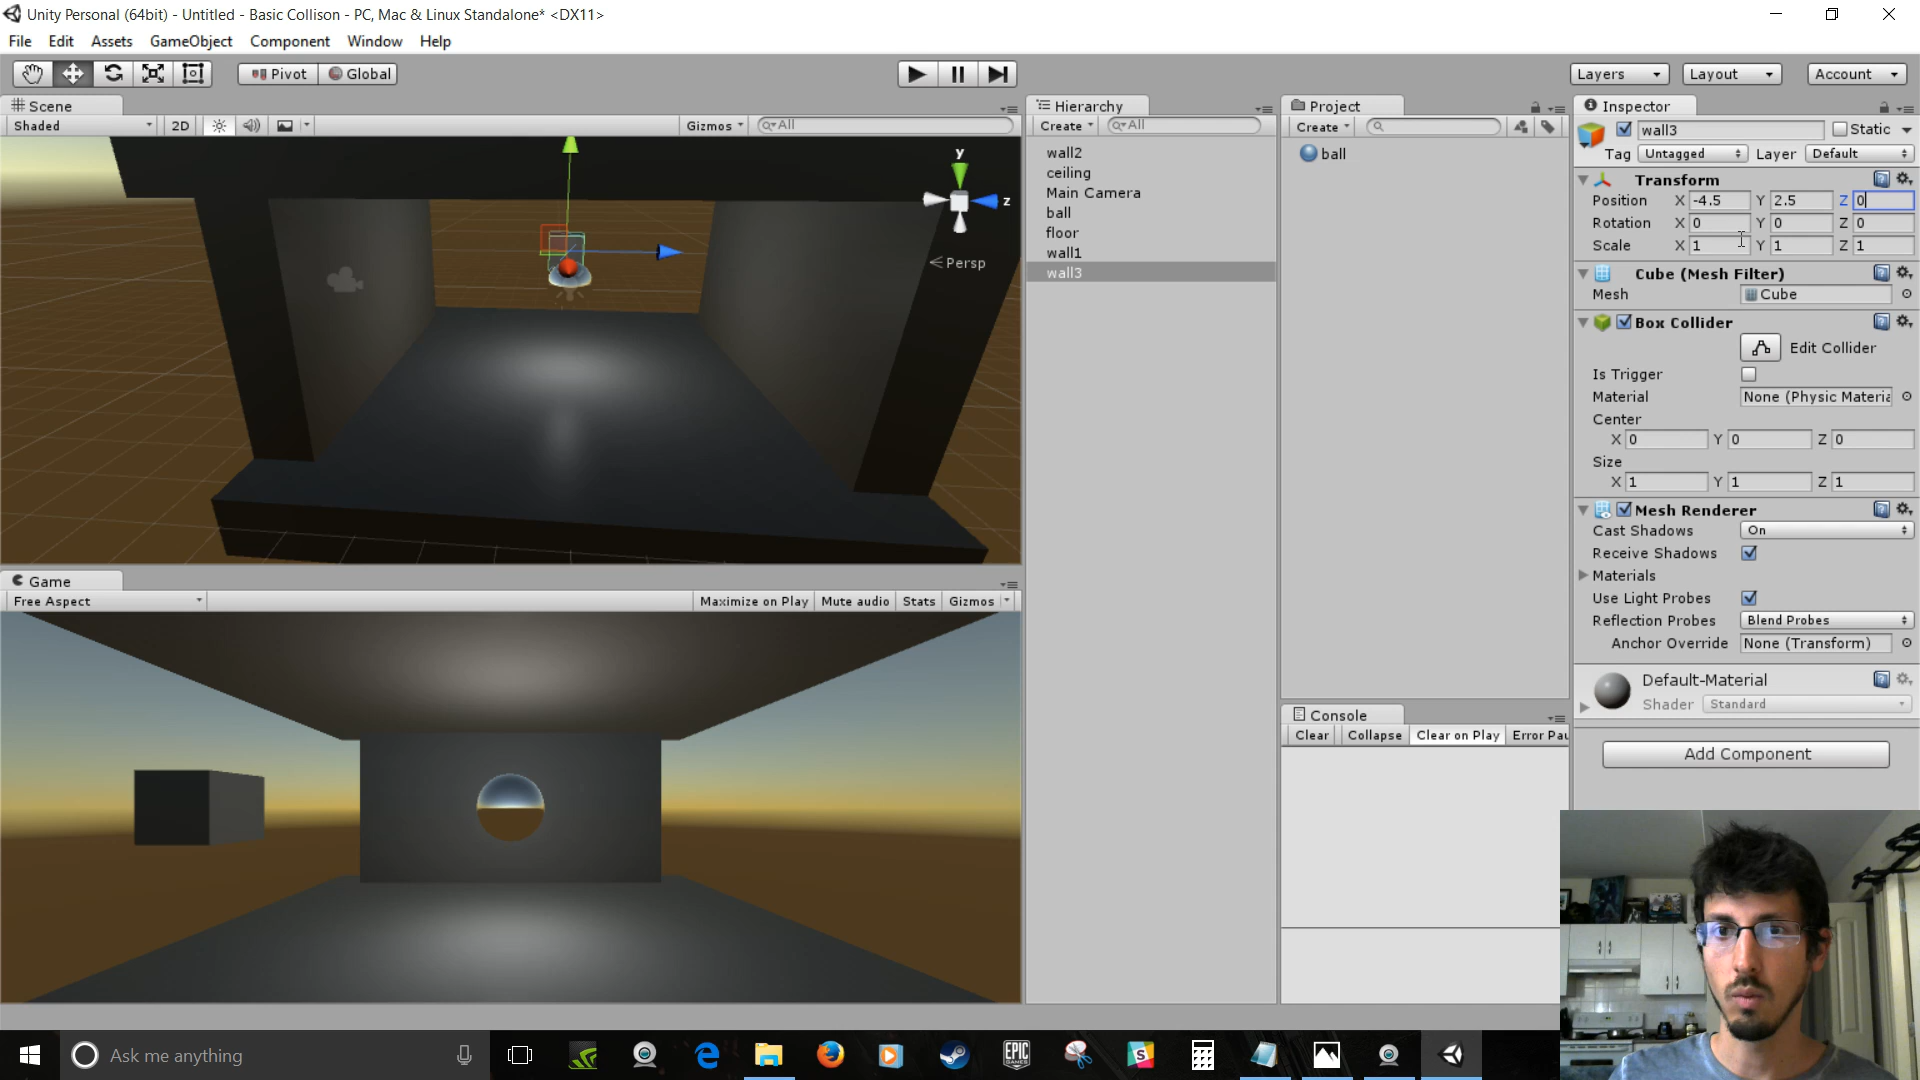 Unity Personal (64bit) - Untitled - Basic Collison - PC, Mac & Linux Standalone* <DX11>
File Edit Assets GameObject Component Window Help
Pivot Global Layers Layout Account
Scene Hierarchy Project Inspector
Shaded 2D Gizmos All Create All Create
wall3 Static
Tag Untagged Layer Default
wall2
ceiling
Main Camera
ball
floor
wall1
wall3
ball
y
z
Persp
Transform
Position X -4.5 Y 2.5 Z 0
Rotation X 0 Y 0 Z 0
Scale X 1 Y 1 Z 1
Cube (Mesh Filter)
Mesh Cube
Box Collider
Edit Collider
Is Trigger
Material None (Physic Materia
Center
X 0 Y 0 Z 0
Size
X 1 Y 1 Z 1
Mesh Renderer
Cast Shadows On
Receive Shadows
Materials
Use Light Probes
Reflection Probes Blend Probes
Anchor Override None (Transform)
Default-Material
Shader Standard
Add Component
Game
Free Aspect Maximize on Play Mute audio Stats Gizmos
Console
Clear Collapse Clear on Play Error Pau
Ask me anything
EPIC GAMES